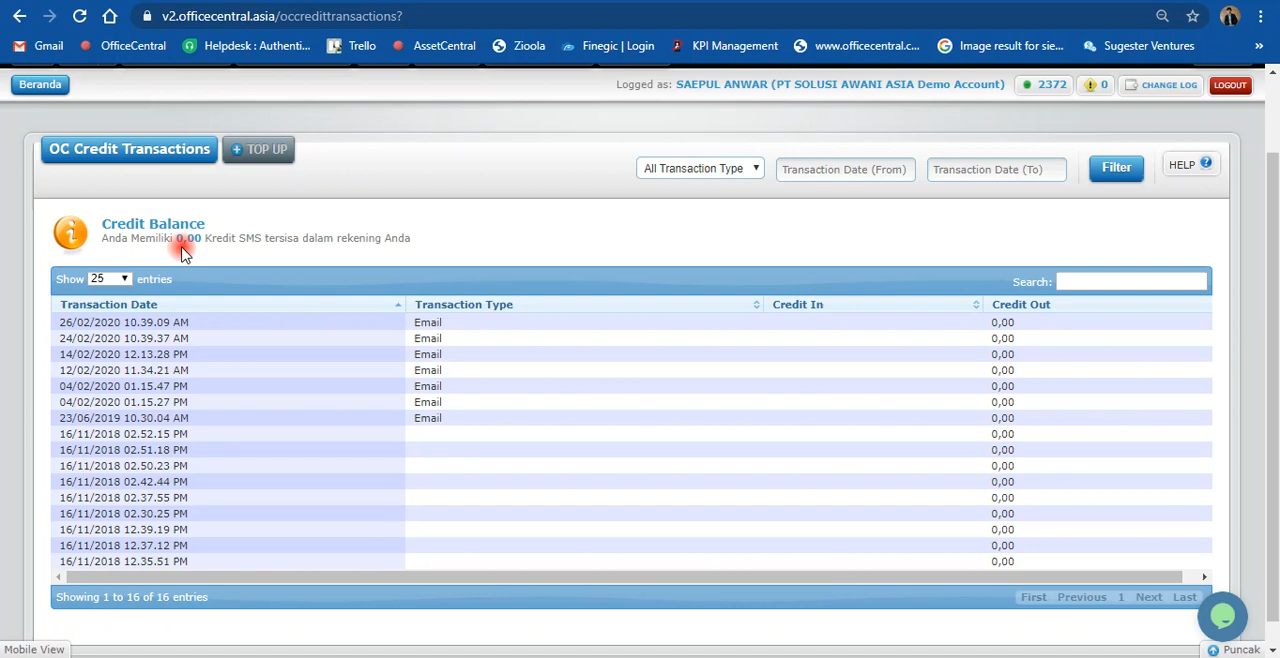 v2.officecentral.asia/occredittransactions?
Gmail OfficeCentral Helpdesk : Authenti... Trello AssetCentral Zioola Finegic | Login KPI Management www.officecentral.c... Image result for sie... Sugester Ventures »
Beranda Logged as: SAEPUL ANWAR (PT SOLUSI AWANI ASIA Demo Account) 2372 0 CHANGE LOG LOGOUT
OC Credit Transactions TOP UP All Transaction Type Transaction Date (From) Transaction Date (To) Filter HELP ?
Credit Balance
Anda Memiliki 0,00 Kredit SMS tersisa dalam rekening Anda
Show 25 entries Search:
Transaction Date Transaction Type Credit In Credit Out
26/02/2020 10.39.09 AM Email 0,00
24/02/2020 10.39.37 AM Email 0,00
14/02/2020 12.13.28 PM Email 0,00
12/02/2020 11.34.21 AM Email 0,00
04/02/2020 01.15.47 PM Email 0,00
04/02/2020 01.15.27 PM Email 0,00
23/06/2019 10.30.04 AM Email 0,00
16/11/2018 02.52.15 PM 0,00
16/11/2018 02.51.18 PM 0,00
16/11/2018 02.50.23 PM 0,00
16/11/2018 02.42.44 PM 0,00
16/11/2018 02.37.55 PM 0,00
16/11/2018 02.30.25 PM 0,00
16/11/2018 12.39.19 PM 0,00
16/11/2018 12.37.12 PM 0,00
16/11/2018 12.35.51 PM 0,00
Showing 1 to 16 of 16 entries First Previous 1 Next Last
Mobile View Puncak